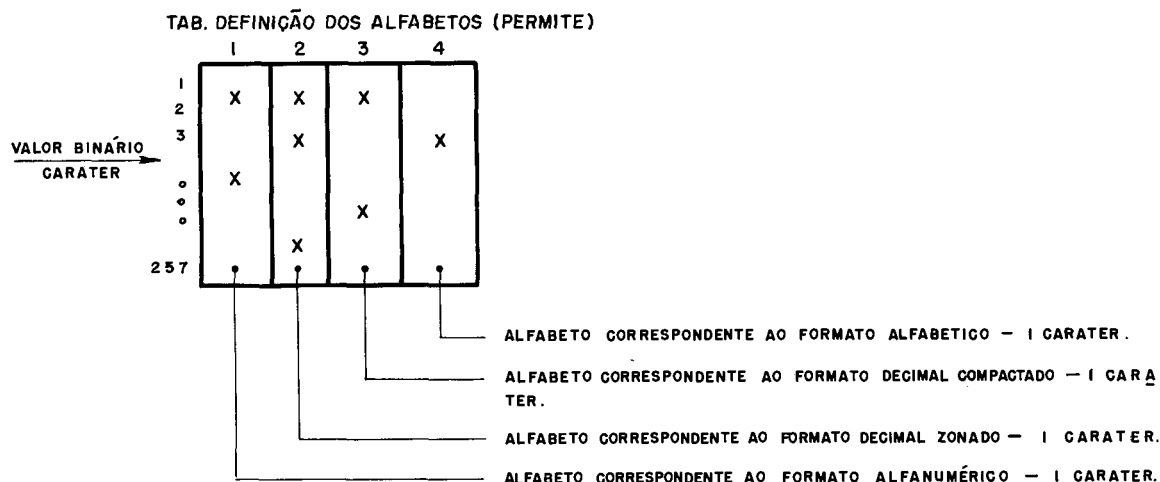 TAB. DEFINIÇÃO DOS ALFABETOS (PERMITE)
1 2 3 4
1 X X X
2
3 X X
VALOR BINÁRIO
CARATER
X
X
X
257
ALFABETO CORRESPONDENTE AO FORMATO ALFABETICO — 1 CARATER.
ALFABETO CORRESPONDENTE AO FORMATO DECIMAL COMPACTADO — 1 CARA
TER.
ALFABETO CORRESPONDENTE AO FORMATO DECIMAL ZONADO — 1 CARATER.
ALFABETO CORRESPONDENTE AO FORMATO ALFANUMÉRICO — 1 CARATER.